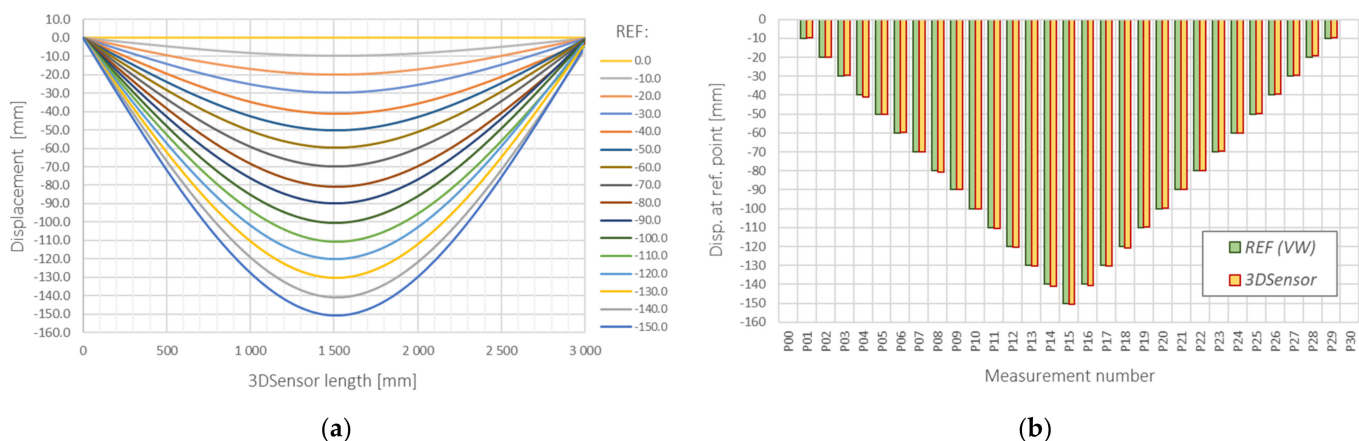 10.0
0.0
-10.0
-20.0
-30.0
-40.0
-50.0
-60.0
-70.0
-80.0
-90.0
-100.0
-110.0
-120.0
-130.0
-140.0
-150.0
-160.0
Displacement [mm]
0
500
1 000
1 500
2 000
2 500
3 000
3DSensor length [mm]
REF:
0.0
-10.0
-20.0
-30.0
-40.0
-50.0
-60.0
-70.0
-80.0
-90.0
-100.0
-110.0
-120.0
-130.0
-140.0
-150.0
(a)
0
-10
-20
-30
-40
-50
-60
-70
-80
-90
-100
-110
-120
-130
-140
-150
-160
Disp. at ref. point [mm]
REF (VW)
3DSensor
P00
P01
P02
P03
P04
P05
P06
P07
P08
P09
P10
P11
P12
P13
P14
P15
P16
P17
P18
P19
P20
P21
P22
P23
P24
P25
P26
P27
P28
P29
P30
Measurement number
(b)